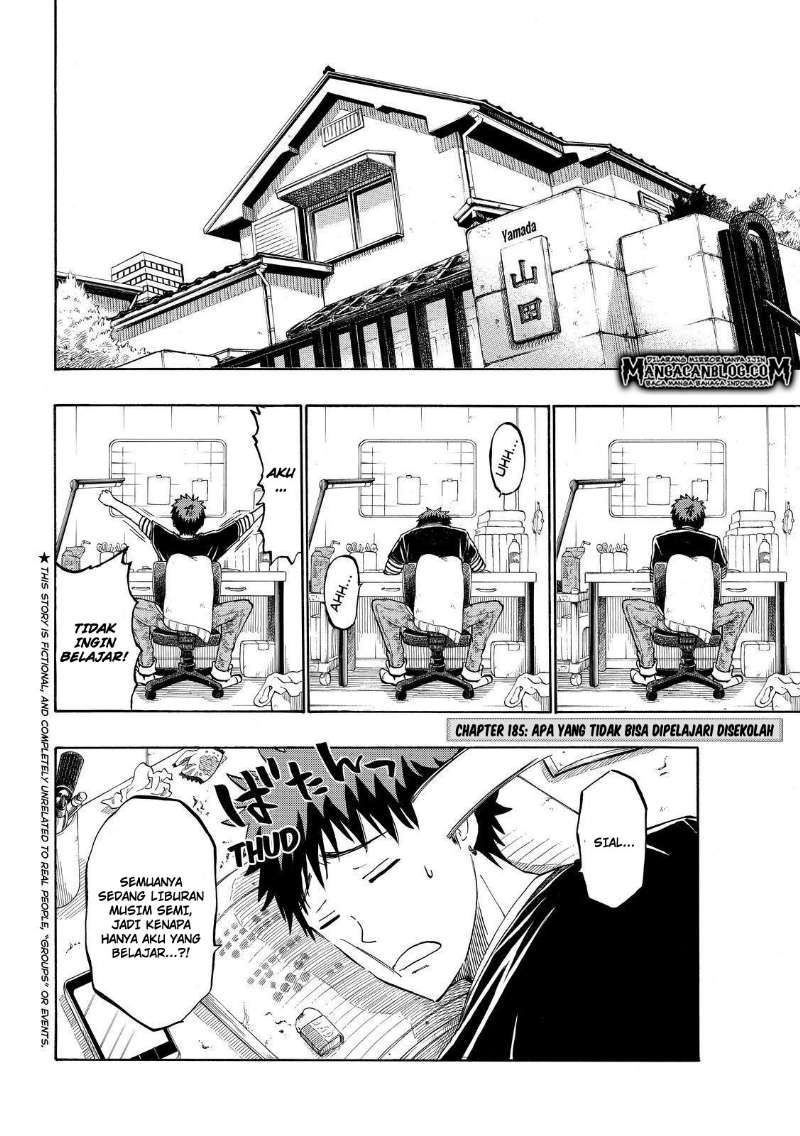 Yamada
山田
DILARANG MIRROR TANPA IJIN
MANGACANBLOG.COM
BACA MANGA BAHASA INDONESIA
UHH...
AHH...
AKU
...
TIDAK
INGIN
BELAJAR!
CHAPTER 185: APA YANG TIDAK BISA DIPELAJARI DISEKOLAH
SIAL...
ばたんっ
THUD
SEMUANYA
SEDANG LIBURAN
MUSIM SEMI,
JADI KENAPA
HANYA AKU YANG
BELAJAR...?!
★ THIS STORY IS FICTIONAL, AND COMPLETELY UNRELATED TO REAL PEOPLE, "GROUPS" OR EVENTS.